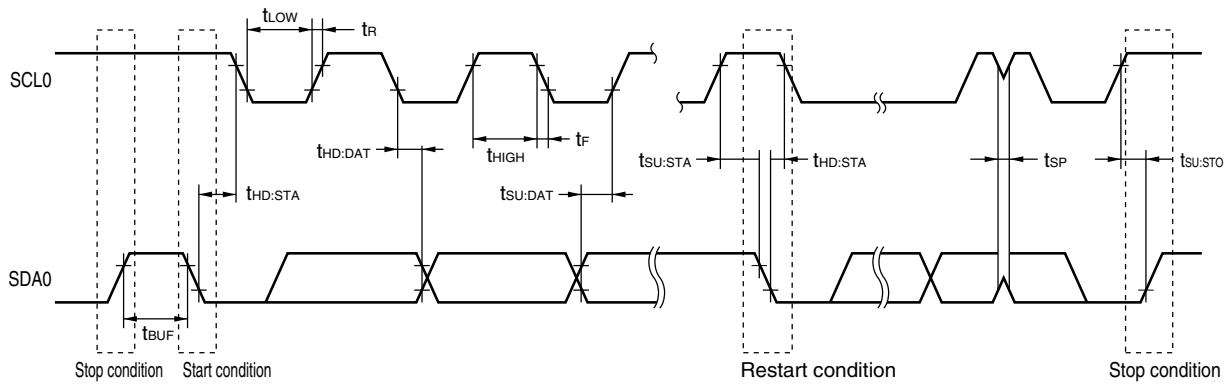 tLOW
tR
SCL0
tHD:DAT
tHIGH
tF
tSU:STA
tHD:STA
tSP
tSU:STO
tHD:STA
tSU:DAT
SDA0
tBUF
Stop condition
Start condition
Restart condition
Stop condition